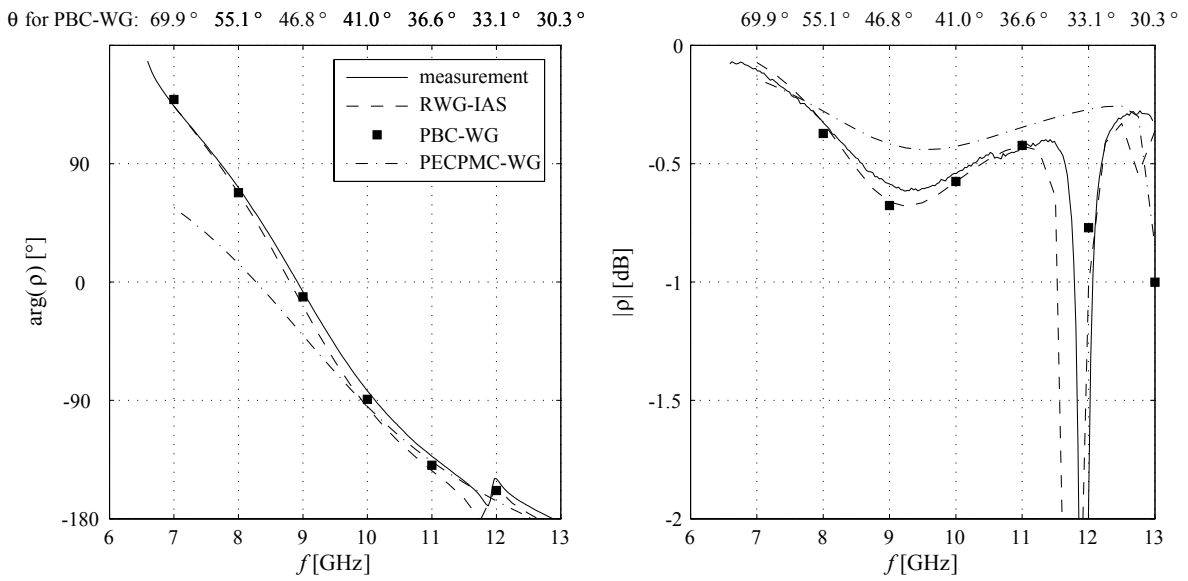 θ for PBC-WG: 69.9 ° 55.1 ° 46.8 ° 41.0 ° 36.6 ° 33.1 ° 30.3 °
measurement
RWG-IAS
PBC-WG
PECPMC-WG
90
0
-90
-180
arg(ρ) [°]
6 7 8 9 10 11 12 13
f [GHz]
69.9 ° 55.1 ° 46.8 ° 41.0 ° 36.6 ° 33.1 ° 30.3 °
0
-0.5
-1
-1.5
-2
|ρ| [dB]
6 7 8 9 10 11 12 13
f [GHz]